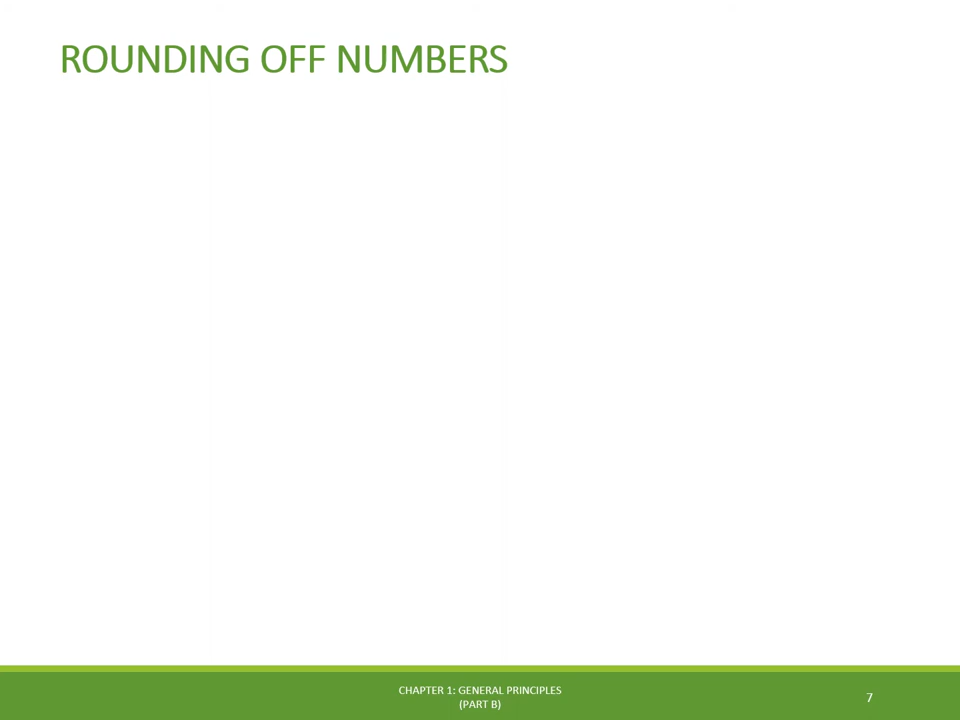 ROUNDING OFF NUMBERS
CHAPTER 1: GENERAL PRINCIPLES
(PART B)
7